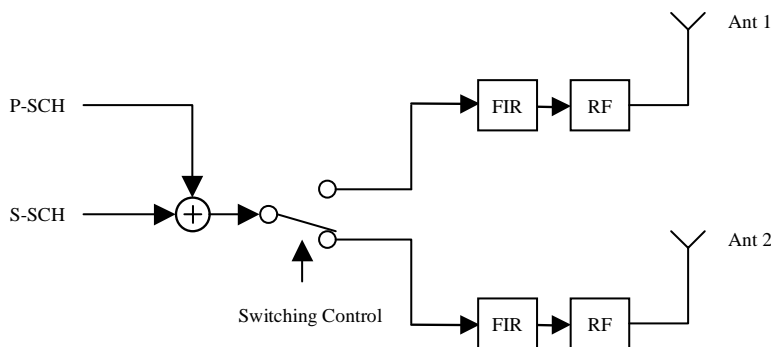 Ant 1
P-SCH
FIR
RF
S-SCH
Ant 2
Switching Control
FIR
RF